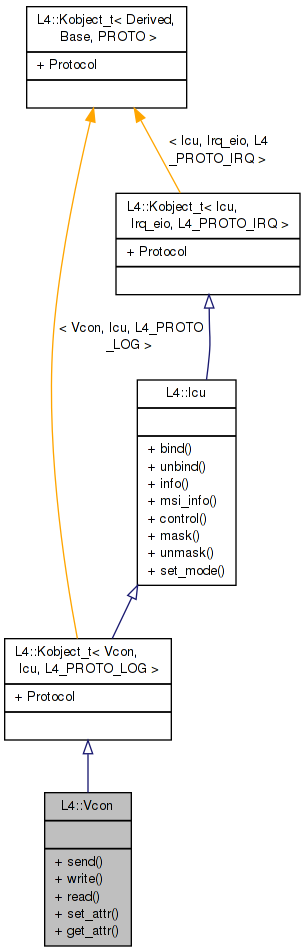 L4::Kobject_t< Derived,
Base, PROTO >
+ Protocol
< Icu, Irq_eio, L4
_PROTO_IRQ >
L4::Kobject_t< Icu,
Irq_eio, L4_PROTO_IRQ >
+ Protocol
< Vcon, Icu, L4_PROTO
_LOG >
L4::Icu
+ bind()
+ unbind()
+ info()
+ msi_info()
+ control()
+ mask()
+ unmask()
+ set_mode()
L4::Kobject_t< Vcon,
Icu, L4_PROTO_LOG >
+ Protocol
L4::Vcon
+ send()
+ write()
+ read()
+ set_attr()
+ get_attr()